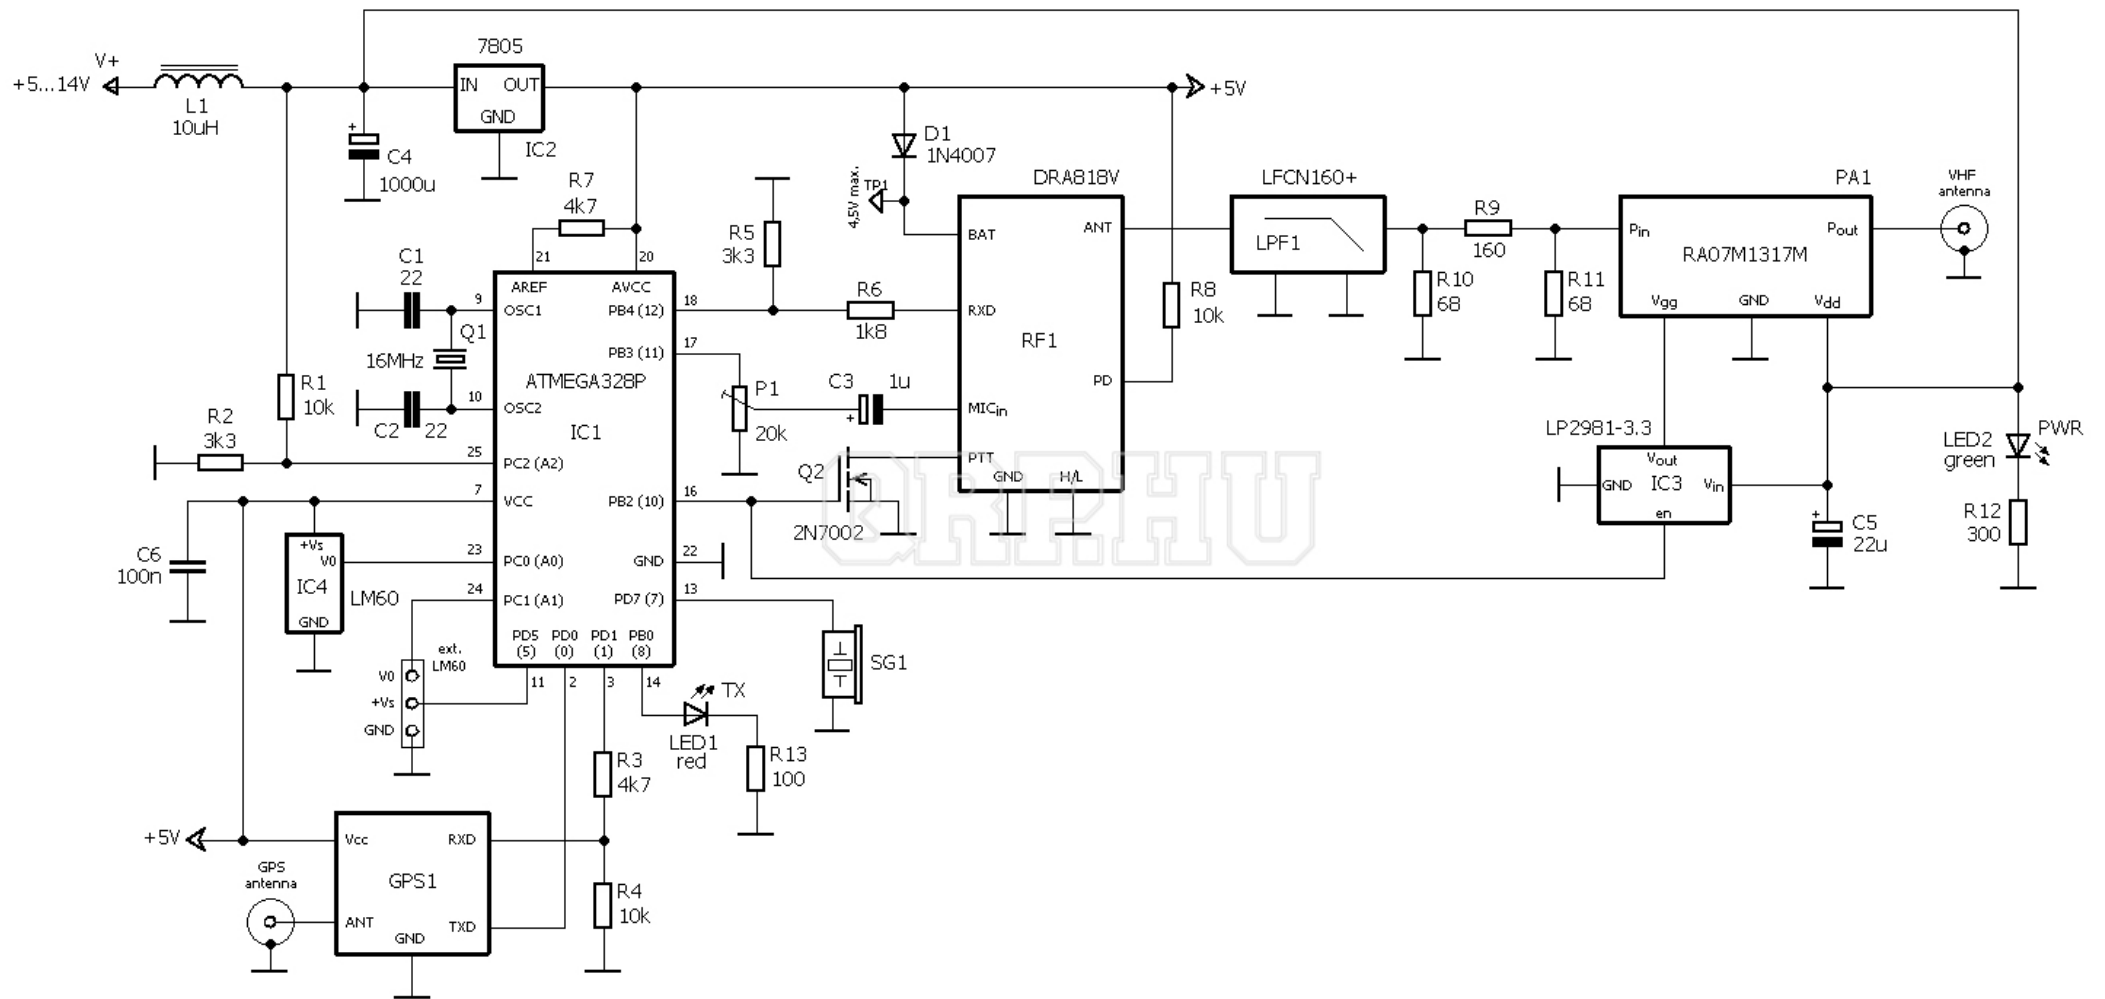 V+
+5...14V
L1
10uH
7805
IN OUT
GND
IC2
+
C4
1000u
R7
4k7
+5V
D1
1N4007
4,5V max.
TP1
DRA818V
BAT
ANT
RXD
RF1
PD
MICin
PTT
GND H/L
R8
10k
LFCN160+
LPF1
R9
160
R10
68
R11
68
PA1
Pin
Pout
RA07M1317M
Vgg
GND
Vdd
VHF
antenna
R5
3k3
R6
1k8
C1
22
Q1
16MHz
C2 22
R1
10k
R2
3k3
21
20
AREF
AVCC
9
OSC1
PB4 (12)
18
PB3 (11)
17
ATMEGA328P
10
OSC2
IC1
25
PC2 (A2)
7
VCC
PB2 (10)
16
23
PC0 (A0)
GND
22
24
PC1 (A1)
PD7 (7)
13
PD5 PD0 PD1 PB0
(5) (0) (1) (8)
11 2 3 14
P1
20k
C3 1u
+
Q2
2N7002
QRP.HU
LP2981-3.3
Vout
GND IC3 Vin
en
LED2
green
PWR
R12
300
+
C5
22u
C6
100n
+Vs
V0
IC4
GND
LM60
ext.
LM60
V0
+Vs
GND
SG1
TX
LED1
red
R13
100
R3
4k7
R4
10k
+5V
GPS
antenna
Vcc RXD
GPS1
ANT
GND
TXD